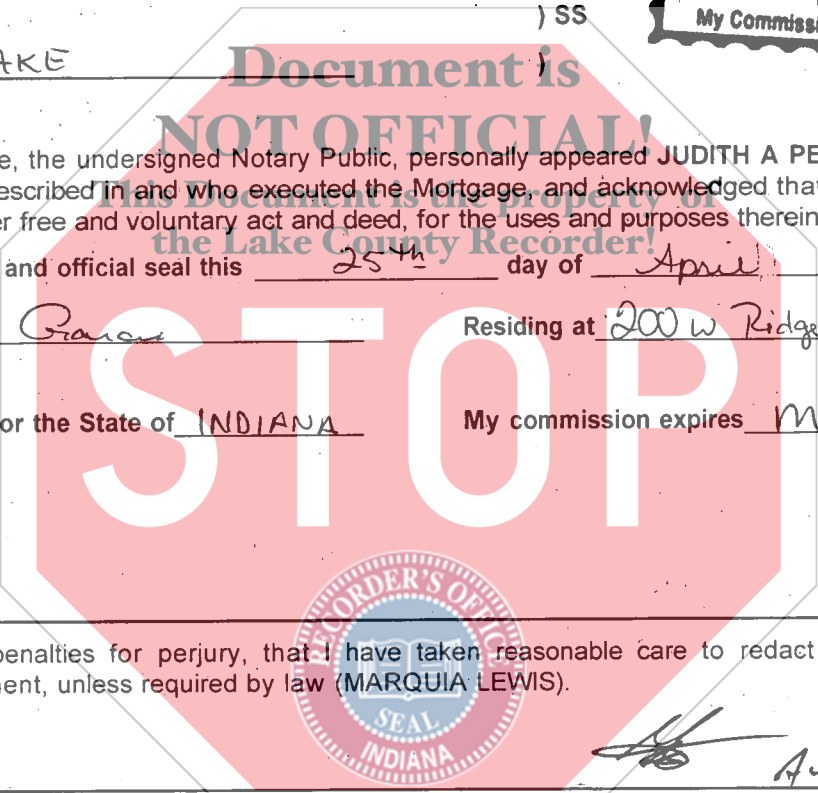 ) SS
My Commissi
AKE
)
Document is
NOT OFFICIAL!
This Document is the property of
the Lake County Recorder!
e, the undersigned Notary Public, personally appeared JUDITH A PE
escribed in and who executed the Mortgage, and acknowledged that
er free and voluntary act and deed, for the uses and purposes therein
and official seal this 25th day of April
Residing at 200 W Ridge
or the State of INDIANA My commission expires M
STOP
RECORDER'S OFFICE
SEAL
INDIANA
penalties for perjury, that I have taken reasonable care to redact
ent, unless required by law (MARQUIA LEWIS).